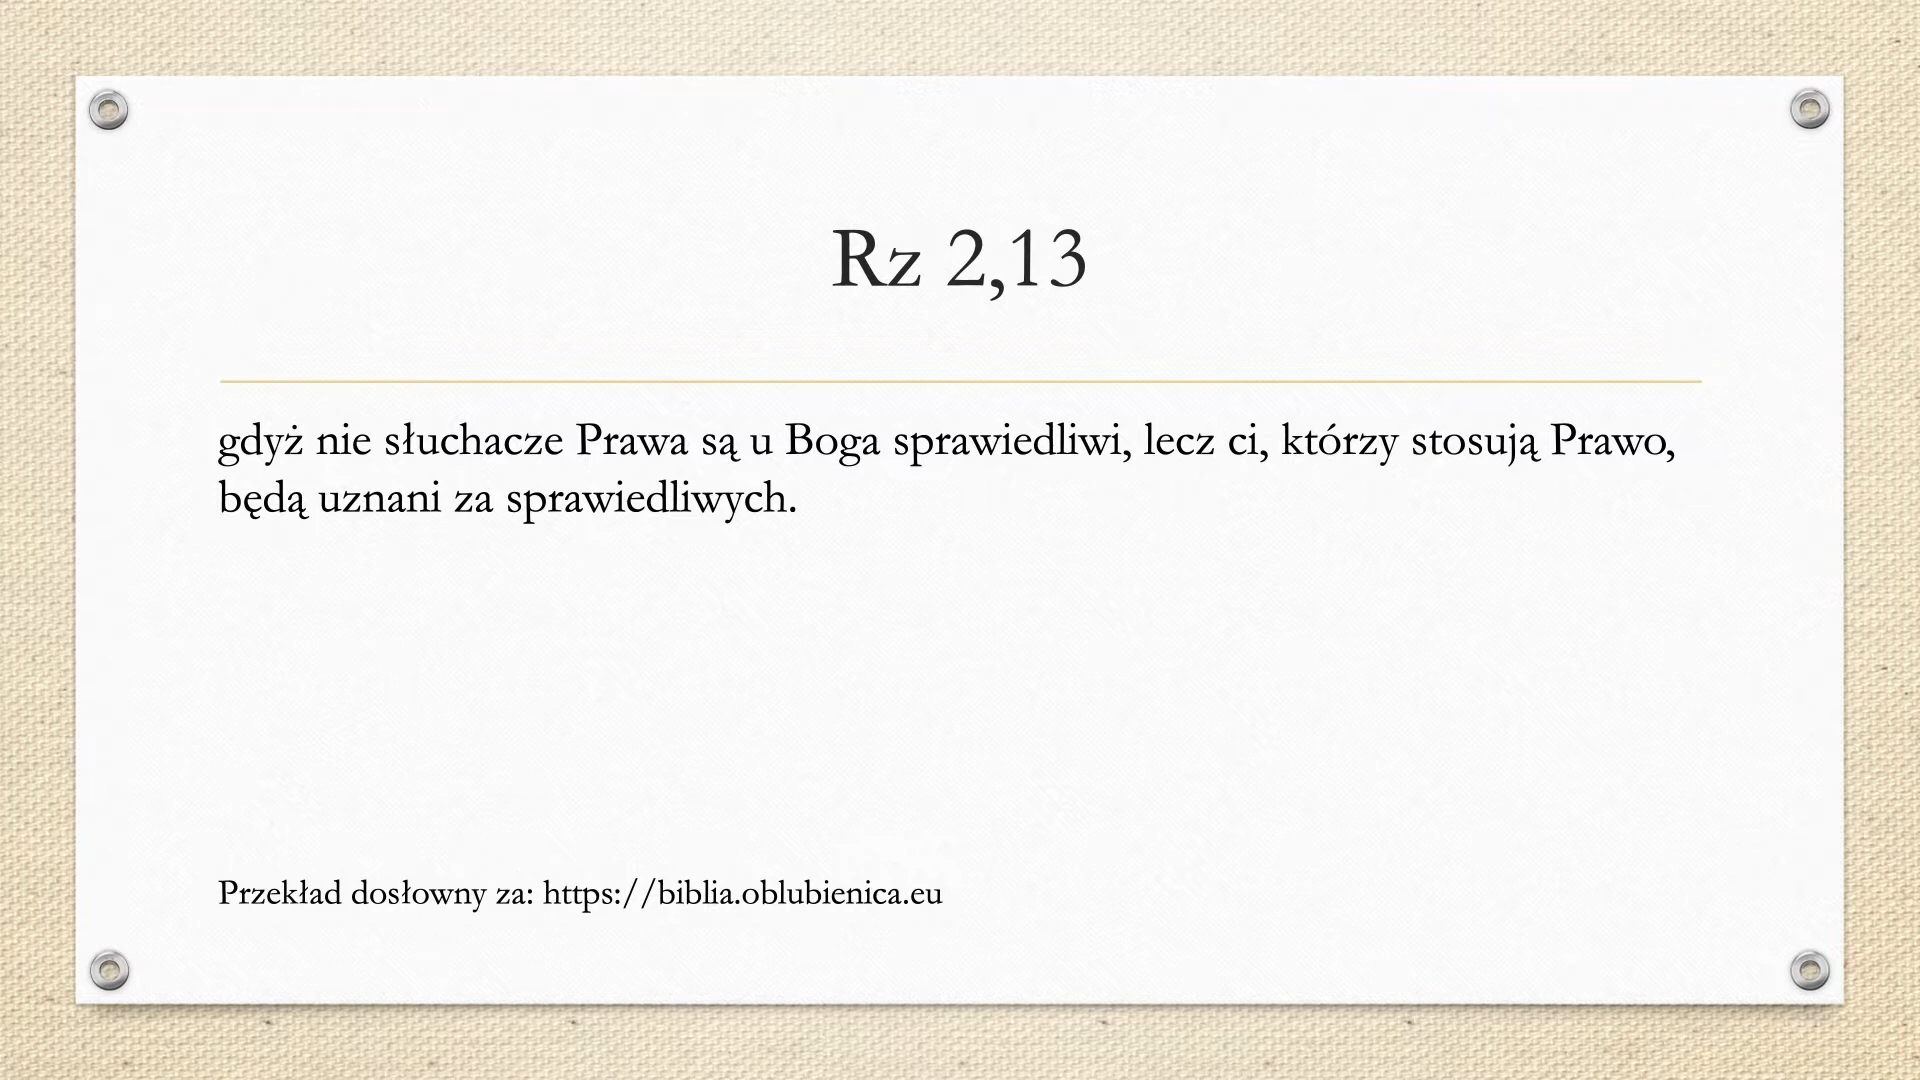 Rz 2,13
gdyż nie słuchacze Prawa są u Boga sprawiedliwi, lecz ci, którzy stosują Prawo,
będą uznani za sprawiedliwych.
Przekład dosłowny za: https://biblia.oblubienica.eu